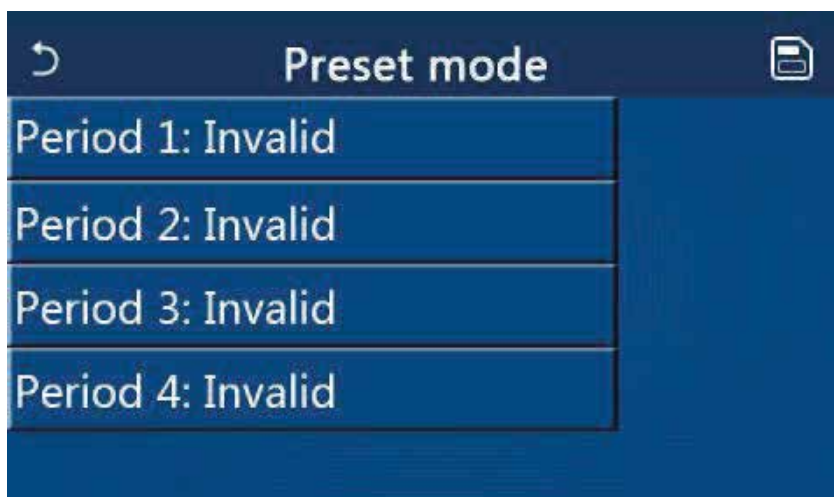 Preset mode
Period 1: Invalid
Period 2: Invalid
Period 3: Invalid
Period 4: Invalid